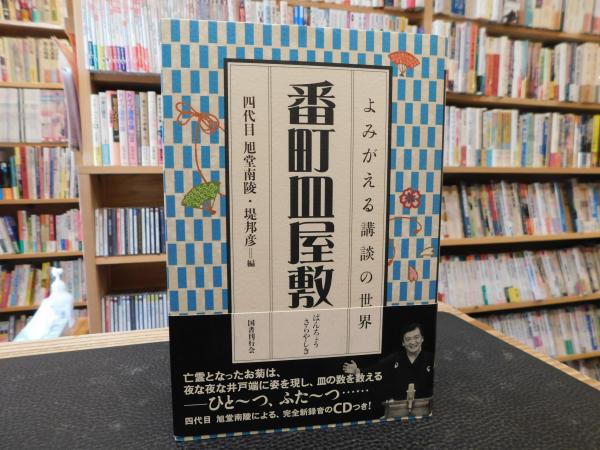 よみがえる講談の世界
番町皿屋敷
ばんちょう
さらやしき
四代目 旭堂南陵・堤邦彦＝編
国書刊行会
亡霊となったお菊は、
夜な夜な井戸端に姿を現し、皿の数を数える
──ひと〜つ、ふた〜つ……
四代目 旭堂南陵による、完全新録音のCDつき!